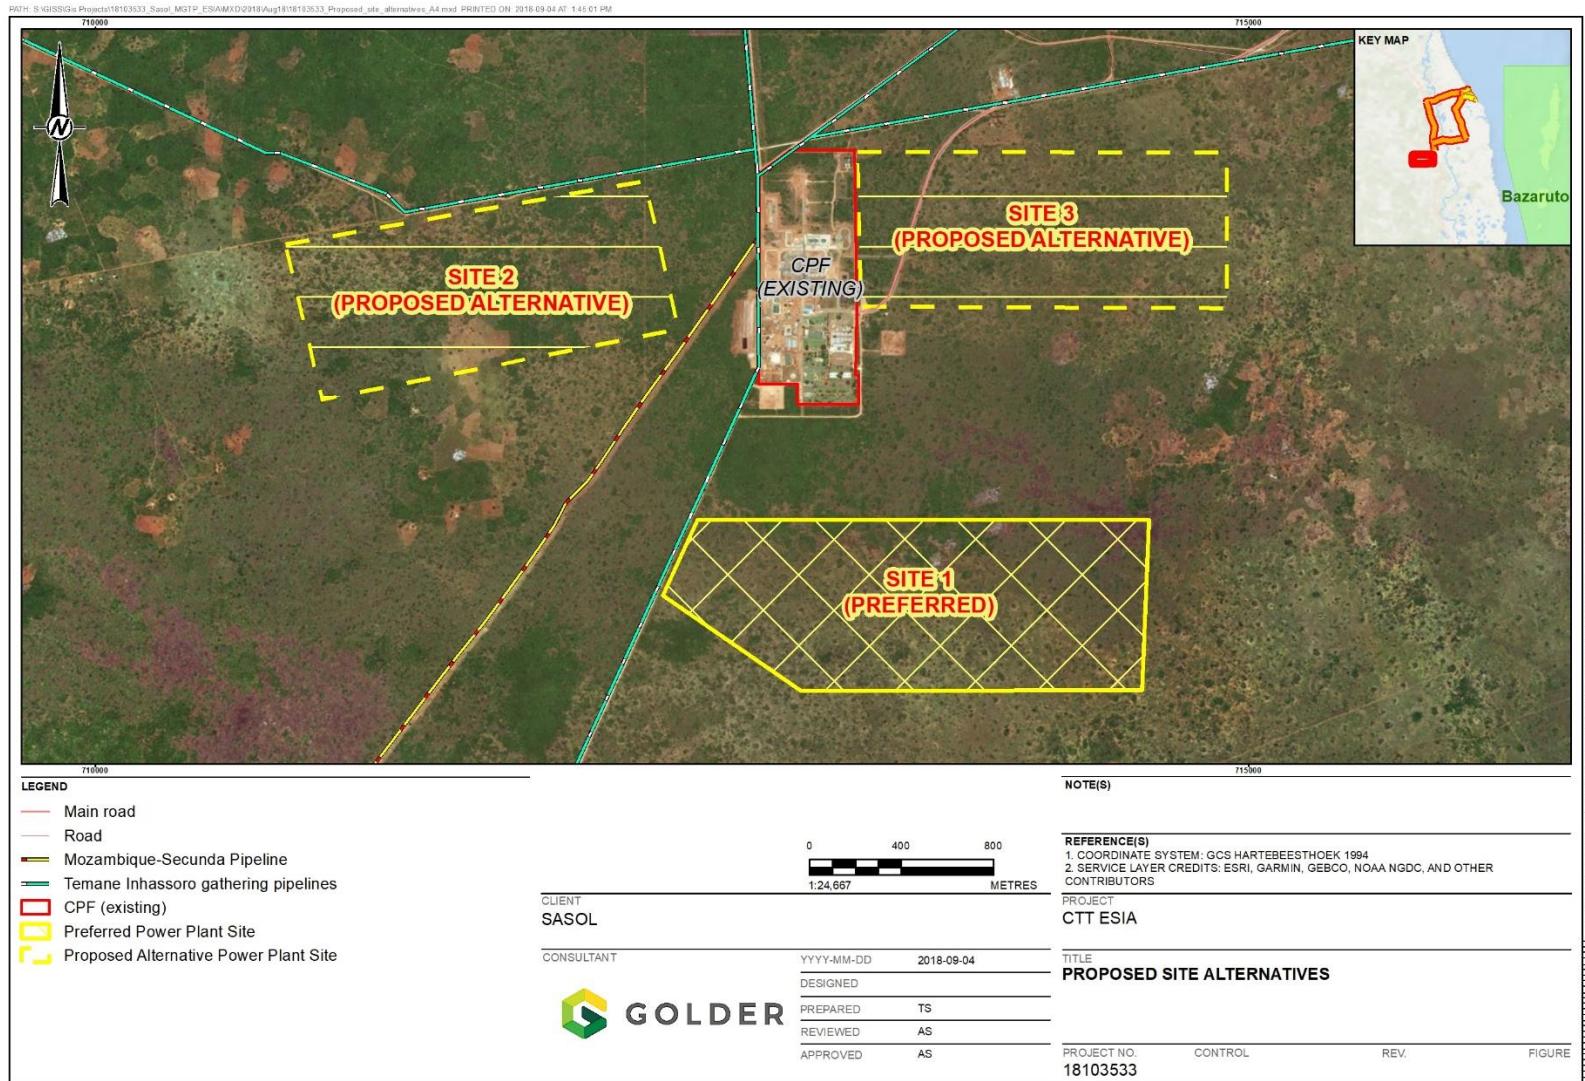 PATH: S:\GISS\Gis Projects\18103533_Sasol_MGTP_ESIA\MXD\2018\Aug18\18103533_Proposed_site_alternatives_A4.mxd PRINTED ON: 2018-09-04 AT: 1:45:01 PM
710000
715000
KEY MAP
N
Bazaruto
SITE 3
(PROPOSED ALTERNATIVE)
SITE 2
(PROPOSED ALTERNATIVE)
CPF
(EXISTING)
SITE 1
(PREFERRED)
710000
715000
LEGEND
Main road
Road
Mozambique-Secunda Pipeline
Temane Inhassoro gathering pipelines
CPF (existing)
Preferred Power Plant Site
Proposed Alternative Power Plant Site
0 400 800
1:24,667 METRES
NOTE(S)
REFERENCE(S)
1. COORDINATE SYSTEM: GCS HARTEBEESTHOEK 1994
2. SERVICE LAYER CREDITS: ESRI, GARMIN, GEBCO, NOAA NGDC, AND OTHER
CONTRIBUTORS
CLIENT
SASOL
PROJECT
CTT ESIA
CONSULTANT
GOLDER
YYYY-MM-DD 2018-09-04
DESIGNED
PREPARED TS
REVIEWED AS
APPROVED AS
TITLE
PROPOSED SITE ALTERNATIVES
PROJECT NO. CONTROL REV. FIGURE
18103533